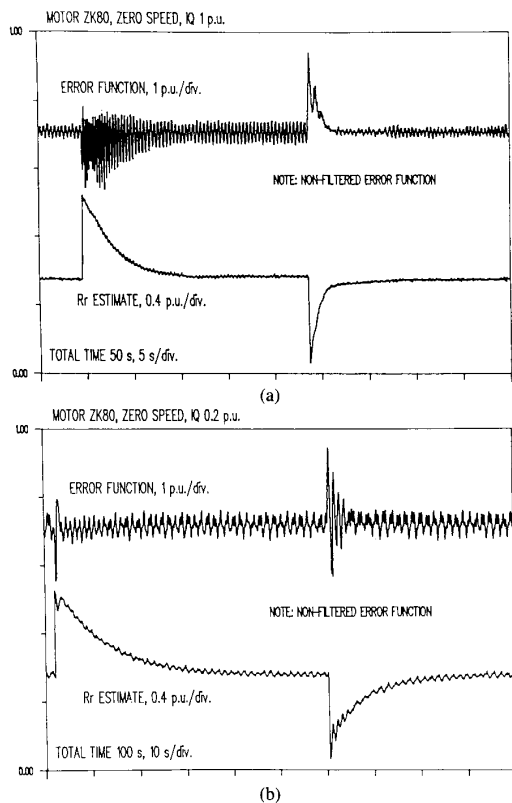 MOTOR ZK80, ZERO SPEED, IQ 1 p.u.
1.00
ERROR FUNCTION, 1 p.u./div.
NOTE: NON-FILTERED ERROR FUNCTION
Rr ESTIMATE, 0.4 p.u./div.
TOTAL TIME 50 s, 5 s/div.
0.00
(a)
MOTOR ZK80, ZERO SPEED, IQ 0.2 p.u.
1.00
ERROR FUNCTION, 1 p.u./div.
NOTE: NON-FILTERED ERROR FUNCTION
Rr ESTIMATE, 0.4 p.u./div.
TOTAL TIME 100 s, 10 s/div.
0.00
(b)